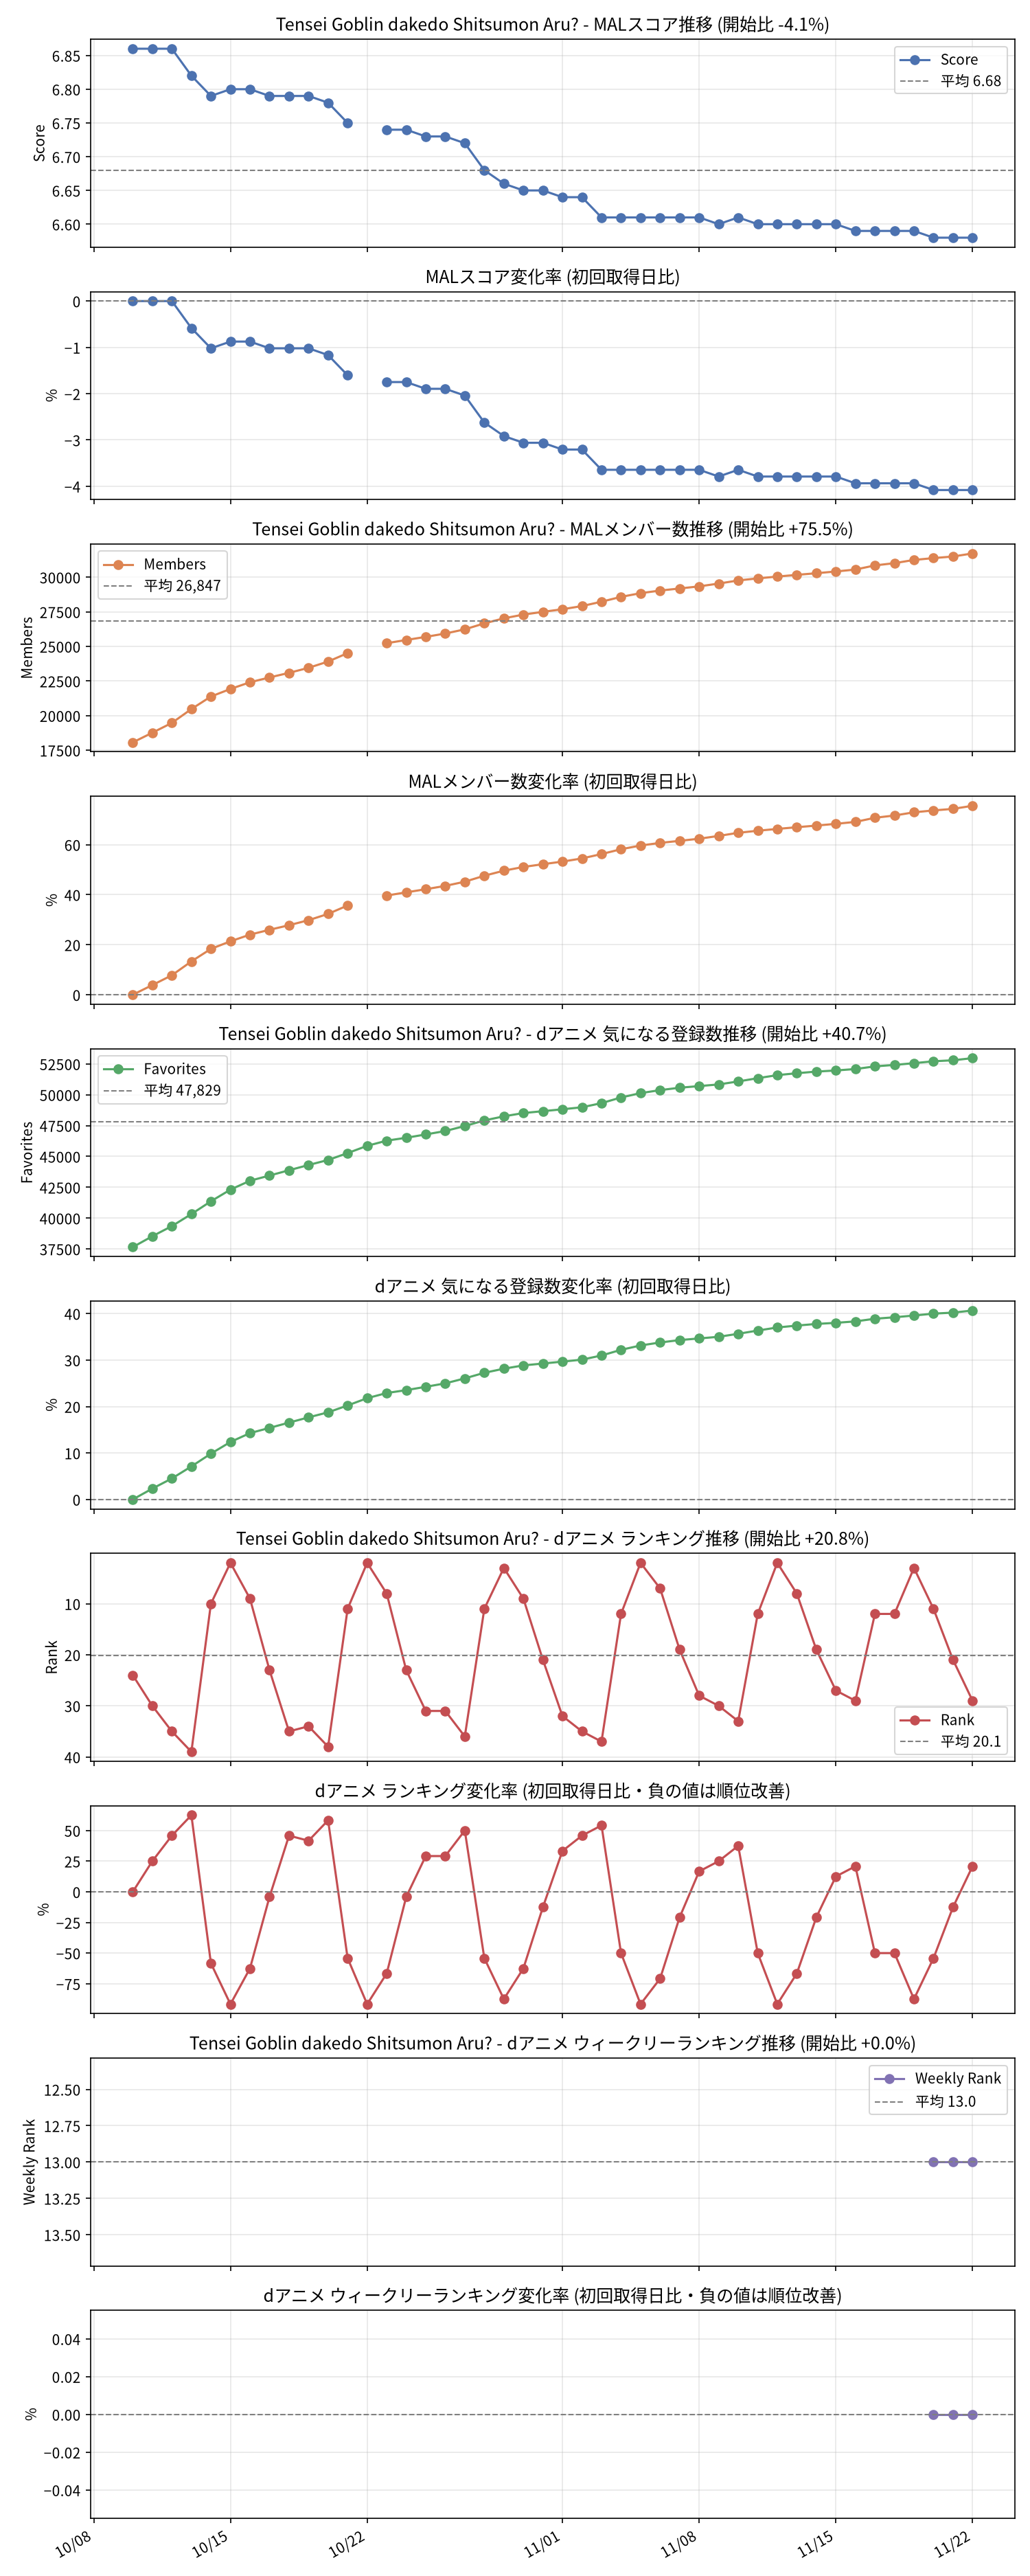 Tensei Goblin dakedo Shitsumon Aru? - MALスコア推移 (開始比 -4.1%)
Score
6.85
6.80
6.75
6.70
6.65
6.60
Score
平均 6.68
MALスコア変化率 (初回取得日比)
%
0
−1
−2
−3
−4
Tensei Goblin dakedo Shitsumon Aru? - MALメンバー数推移 (開始比 +75.5%)
Members
30000
27500
25000
22500
20000
17500
Members
平均 26,847
MALメンバー数変化率 (初回取得日比)
%
60
40
20
0
Tensei Goblin dakedo Shitsumon Aru? - dアニメ 気になる登録数推移 (開始比 +40.7%)
Favorites
52500
50000
47500
45000
42500
40000
37500
Favorites
平均 47,829
dアニメ 気になる登録数変化率 (初回取得日比)
%
40
30
20
10
0
Tensei Goblin dakedo Shitsumon Aru? - dアニメ ランキング推移 (開始比 +20.8%)
Rank
10
20
30
40
Rank
平均 20.1
dアニメ ランキング変化率 (初回取得日比・負の値は順位改善)
%
50
25
0
−25
−50
−75
Tensei Goblin dakedo Shitsumon Aru? - dアニメ ウィークリーランキング推移 (開始比 +0.0%)
Weekly Rank
12.50
12.75
13.00
13.25
13.50
Weekly Rank
平均 13.0
dアニメ ウィークリーランキング変化率 (初回取得日比・負の値は順位改善)
%
0.04
0.02
0.00
−0.02
−0.04
10/08
10/15
10/22
11/01
11/08
11/15
11/22